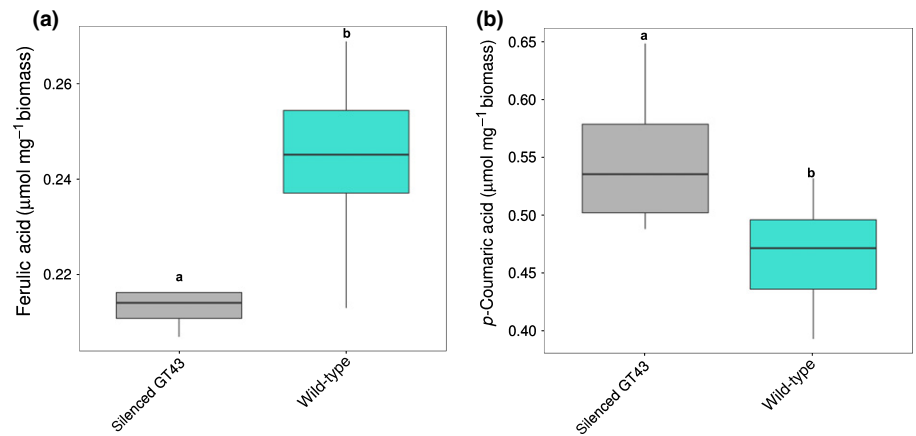 (a)
Ferulic acid (µmol mg⁻¹ biomass)
0.26
0.24
0.22
a
b
Silenced GT43
Wild-type
(b)
p-Coumaric acid (µmol mg⁻¹ biomass)
0.65
0.60
0.55
0.50
0.45
0.40
a
b
Silenced GT43
Wild-type